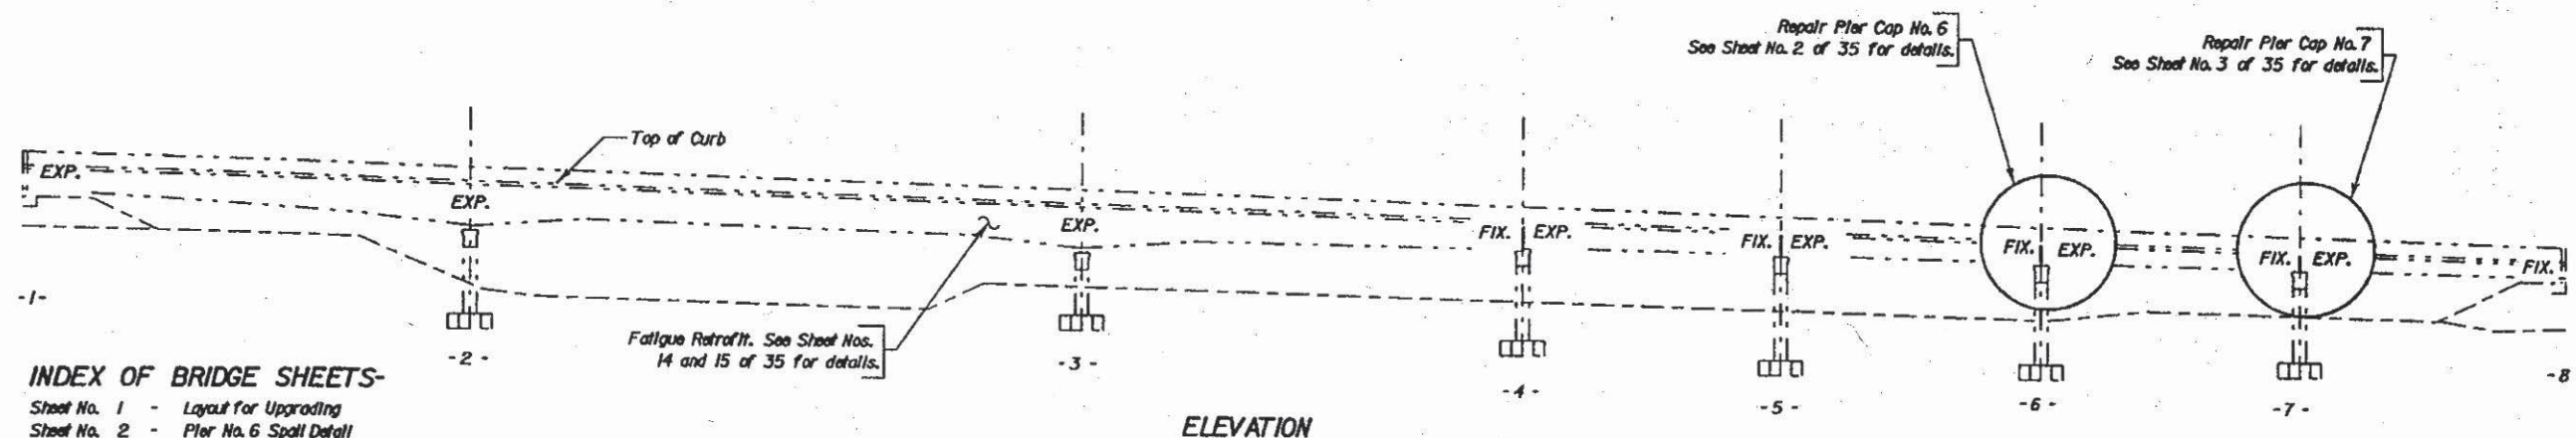 Repair Pier Cap No. 6
See Sheet No. 2 of 35 for details.
Repair Pier Cap No. 7
See Sheet No. 3 of 35 for details.
Top of Curb
EXP.
EXP.
EXP.
FIX. EXP.
FIX. EXP.
FIX. EXP.
FIX. EXP.
FIX.
Fatigue Retrofit. See Sheet Nos.
14 and 15 of 35 for details.
-1-
-2-
-3-
-4-
-5-
-6-
-7-
-8
INDEX OF BRIDGE SHEETS-
Sheet No. 1 - Layout for Upgrading
Sheet No. 2 - Pier No. 6 Spall Detail
ELEVATION